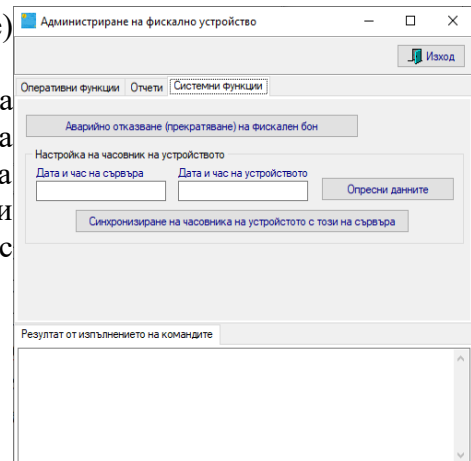 е)
Администриране на фискално устройство
Изход
Оперативни функции Отчети Системни функции
а
Аварийно отказване (прекратяване) на фискален бон
а
Настройка на часовник на устройството
а
Дата и час на сървъра Дата и час на устройството
Опресни данните
и
Синхронизиране на часовника на устройстото с този на сървъра
с
Резултат от изпълнението на командите